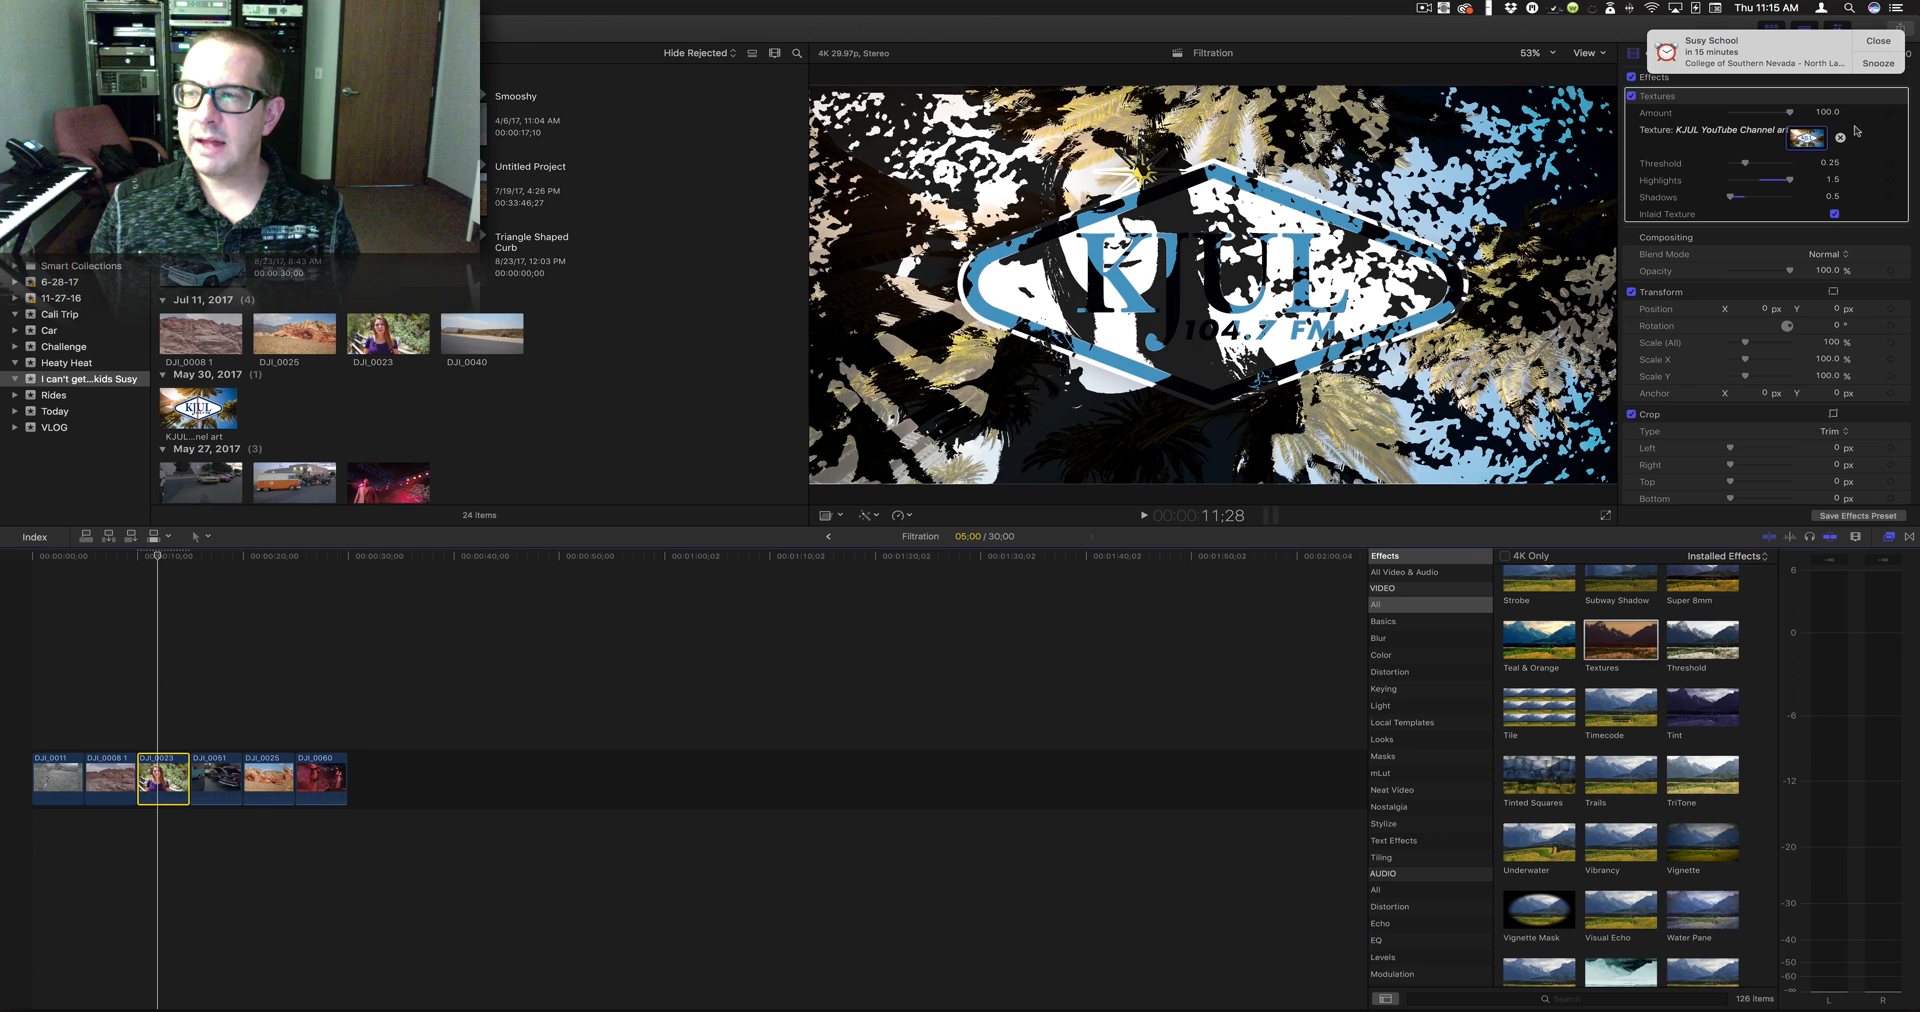 Thu 11:15 AM
Hide Rejected
4K 29.97p, Stereo
Filtration
53%
View
Susy School
in 15 minutes
College of Southern Nevada - North La...
Close
Snooze
Smooshy
4/6/17, 11:04 AM
00:00:17;10
Untitled Project
7/19/17, 4:26 PM
00:33:46;27
Triangle Shaped
Curb
8/23/17, 12:03 PM
00:00:00;00
8/23/17, 8:43 AM
00:00:30;00
Smart Collections
6-28-17
11-27-16
Cali Trip
Car
Challenge
Heaty Heat
I can't get...kids Susy
Rides
Today
VLOG
Jul 11, 2017 (4)
DJI_0008 1
DJI_0025
DJI_0023
DJI_0040
May 30, 2017 (1)
KJUL
KJUL...nel art
May 27, 2017 (3)
24 items
KJUL
104.7 FM
Effects
Textures
Amount 100.0
Texture: KJUL YouTube Channel ar
Threshold 0.25
Highlights 1.5
Shadows 0.5
Inlaid Texture
Compositing
Blend Mode Normal
Opacity 100.0 %
Transform
Position X 0 px Y 0 px
Rotation 0 °
Scale (All) 100 %
Scale X 100.0 %
Scale Y 100.0 %
Anchor X 0 px Y 0 px
Crop
Type Trim
Left 0 px
Right 0 px
Top 0 px
Bottom 0 px
Save Effects Preset
00:00:11;28
Index
Filtration
05;00 / 30;00
00:00:00;00
00:00:10;00
00:00:20;00
00:00:30;00
00:00:40;00
00:00:50;00
00:01:00;02
00:01:10;02
00:01:20;02
00:01:30;02
00:01:40;02
00:01:50;02
00:02:00;04
DJI_0011
DJI_0008 1
DJI_0023
DJI_0051
DJI_0025
DJI_0060
Effects
4K Only
Installed Effects
All Video & Audio
VIDEO
All
Basics
Blur
Color
Distortion
Keying
Light
Local Templates
Looks
Masks
mLut
Neat Video
Nostalgia
Stylize
Text Effects
Tiling
AUDIO
All
Distortion
Echo
EQ
Levels
Modulation
Strobe
Subway Shadow
Super 8mm
Teal & Orange
Textures
Threshold
Tile
Timecode
Tint
Tinted Squares
Trails
TriTone
Underwater
Vibrancy
Vignette
Vignette Mask
Visual Echo
Water Pane
Search
126 items
6
0
-6
-12
-20
-30
-40
-50
-60
-∞
L
R